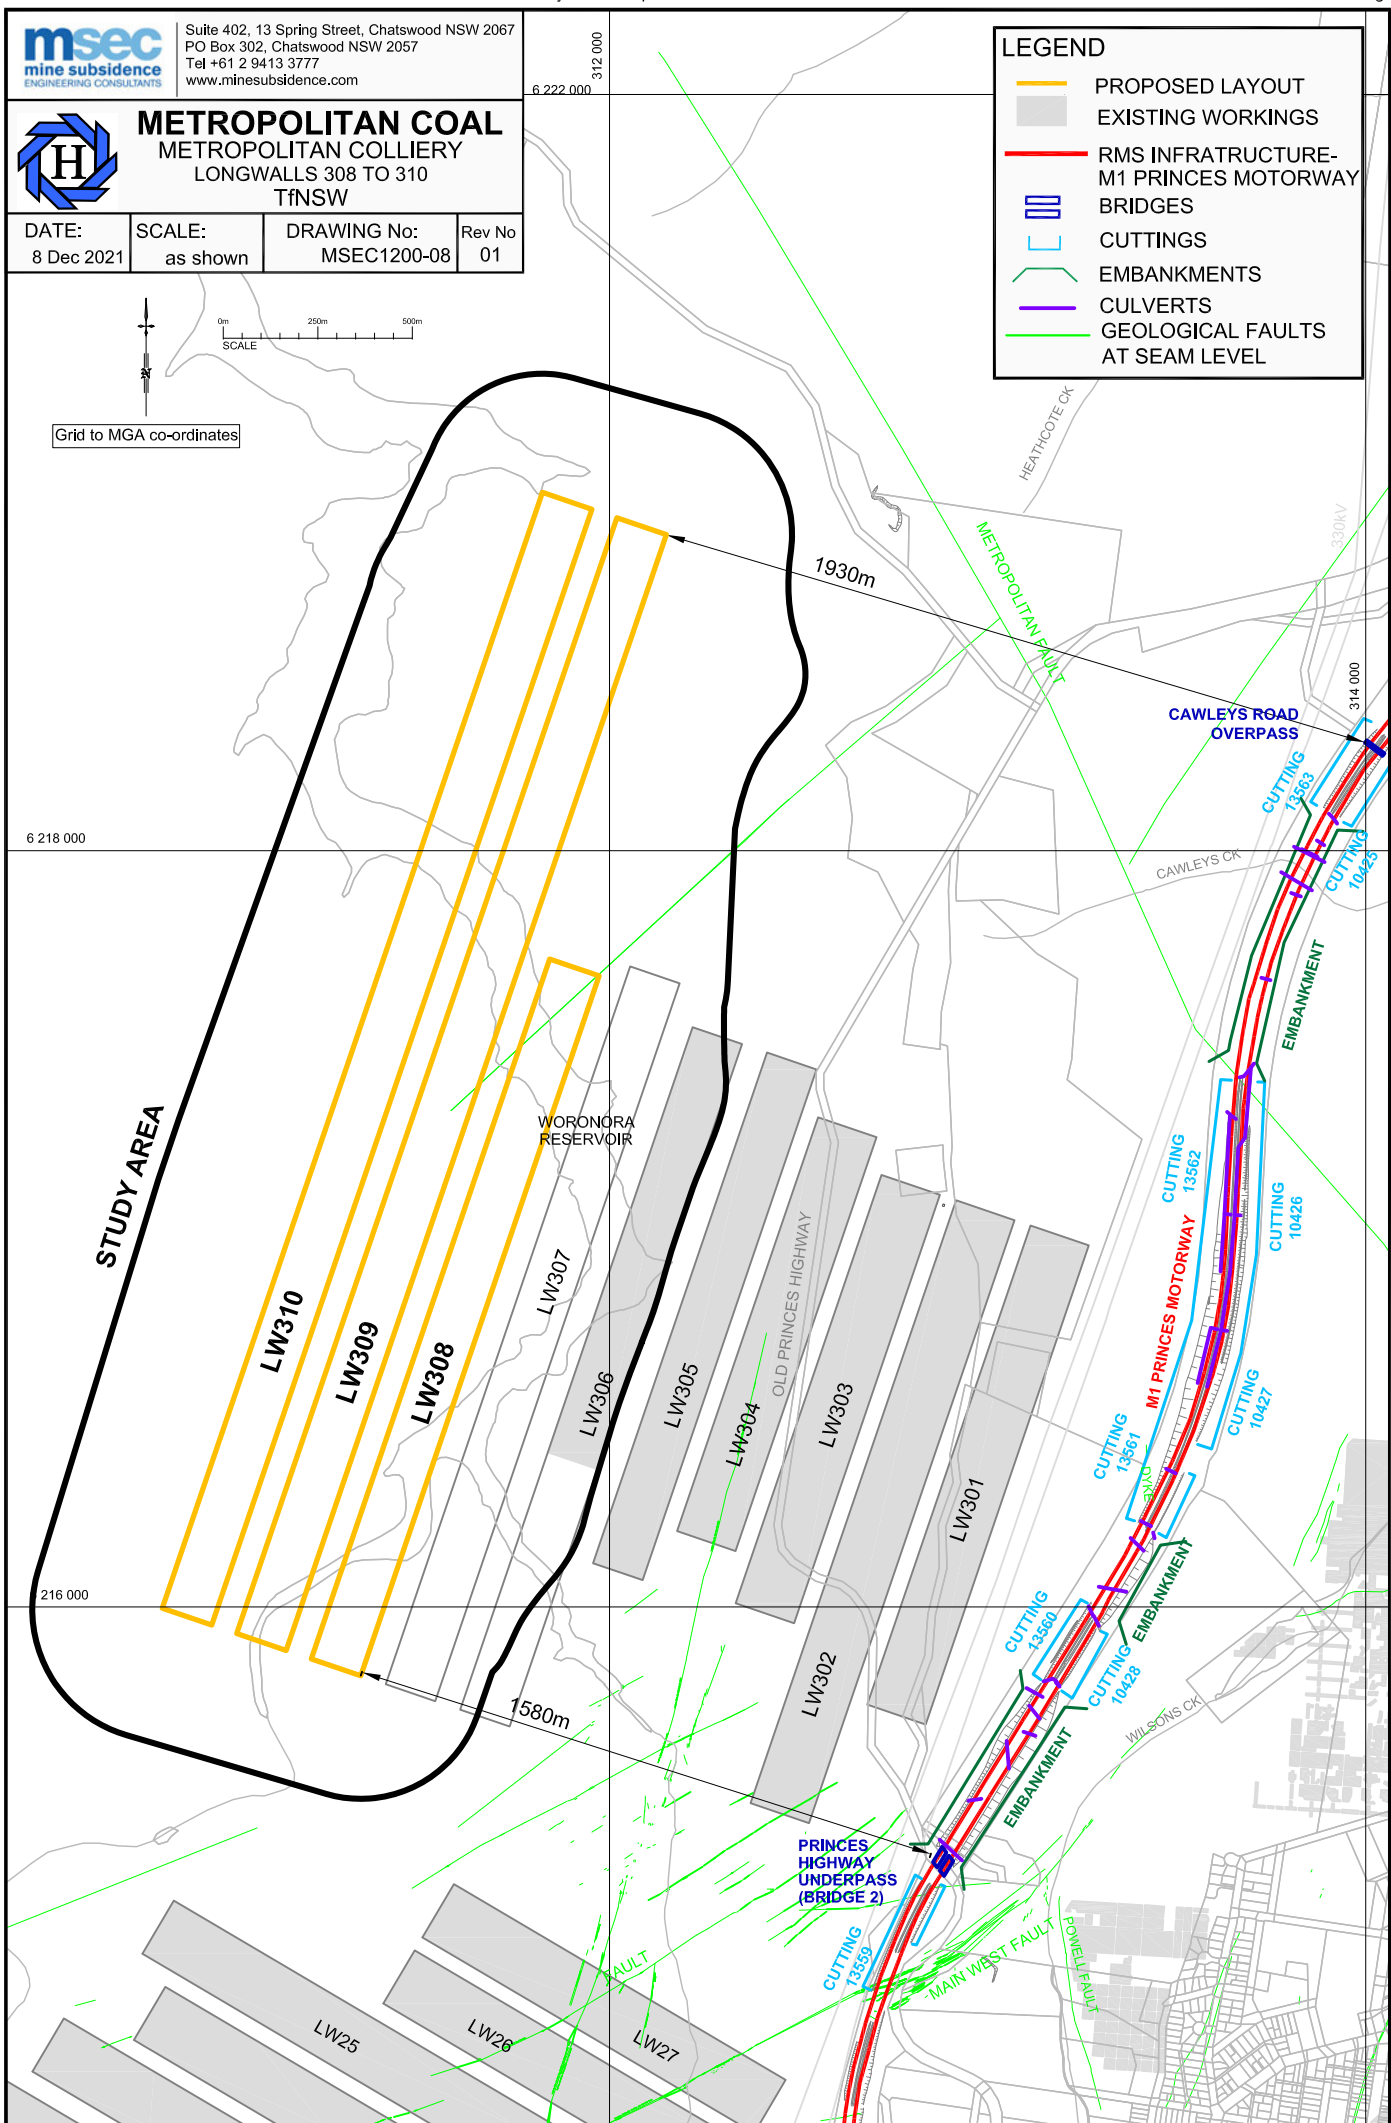 msec
mine subsidence
ENGINEERING CONSULTANTS
Suite 402, 13 Spring Street, Chatswood NSW 2067
PO Box 302, Chatswood NSW 2057
Tel +61 2 9413 3777
www.minesubsidence.com
H
METROPOLITAN COAL
METROPOLITAN COLLIERY
LONGWALLS 308 TO 310
TfNSW
DATE:
8 Dec 2021
SCALE:
as shown
DRAWING No:
MSEC1200-08
Rev No
01
LEGEND
PROPOSED LAYOUT
EXISTING WORKINGS
RMS INFRATRUCTURE-
M1 PRINCES MOTORWAY
BRIDGES
CUTTINGS
EMBANKMENTS
CULVERTS
GEOLOGICAL FAULTS
AT SEAM LEVEL
312 000
6 222 000
N
0m
250m
500m
SCALE
Grid to MGA co-ordinates
HEATHCOTE CK
330kV
METROPOLITAN FAULT
1930m
314 000
CAWLEYS ROAD
OVERPASS
CUTTING
13563
CUTTING
10425
6 218 000
CAWLEYS CK
EMBANKMENT
WORONORA
RESERVOIR
STUDY AREA
CUTTING
13562
CUTTING
10426
M1 PRINCES MOTORWAY
OLD PRINCES HIGHWAY
LW310
LW309
LW308
LW307
LW306
LW305
LW304
LW303
LW302
LW301
CUTTING
10427
CUTTING
13561
DYKE
216 000
EMBANKMENT
CUTTING
13560
CUTTING
10428
WILSONS CK
EMBANKMENT
1580m
PRINCES
HIGHWAY
UNDERPASS
(BRIDGE 2)
CUTTING
13559
MAIN WEST FAULT
POWELL FAULT
FAULT
LW25
LW26
LW27